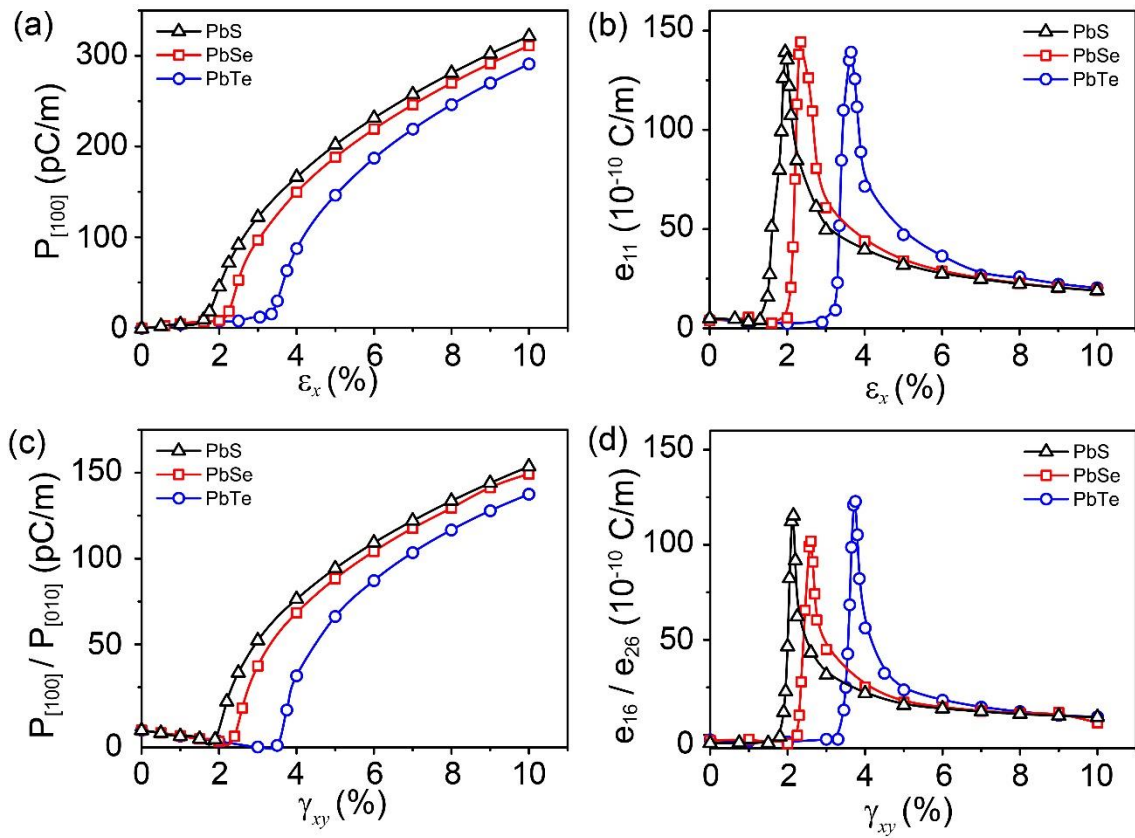 (a)
PbS
PbSe
PbTe
300
200
100
0
P[100] (pC/m)
0 2 4 6 8 10
εx (%)
(b)
PbS
PbSe
PbTe
150
100
50
0
e11 (10-10 C/m)
0 2 4 6 8 10
εx (%)
(c)
PbS
PbSe
PbTe
150
100
50
0
P[100] / P[010] (pC/m)
0 2 4 6 8 10
γxy (%)
(d)
PbS
PbSe
PbTe
150
100
50
0
e16 / e26 (10-10 C/m)
0 2 4 6 8 10
γxy (%)